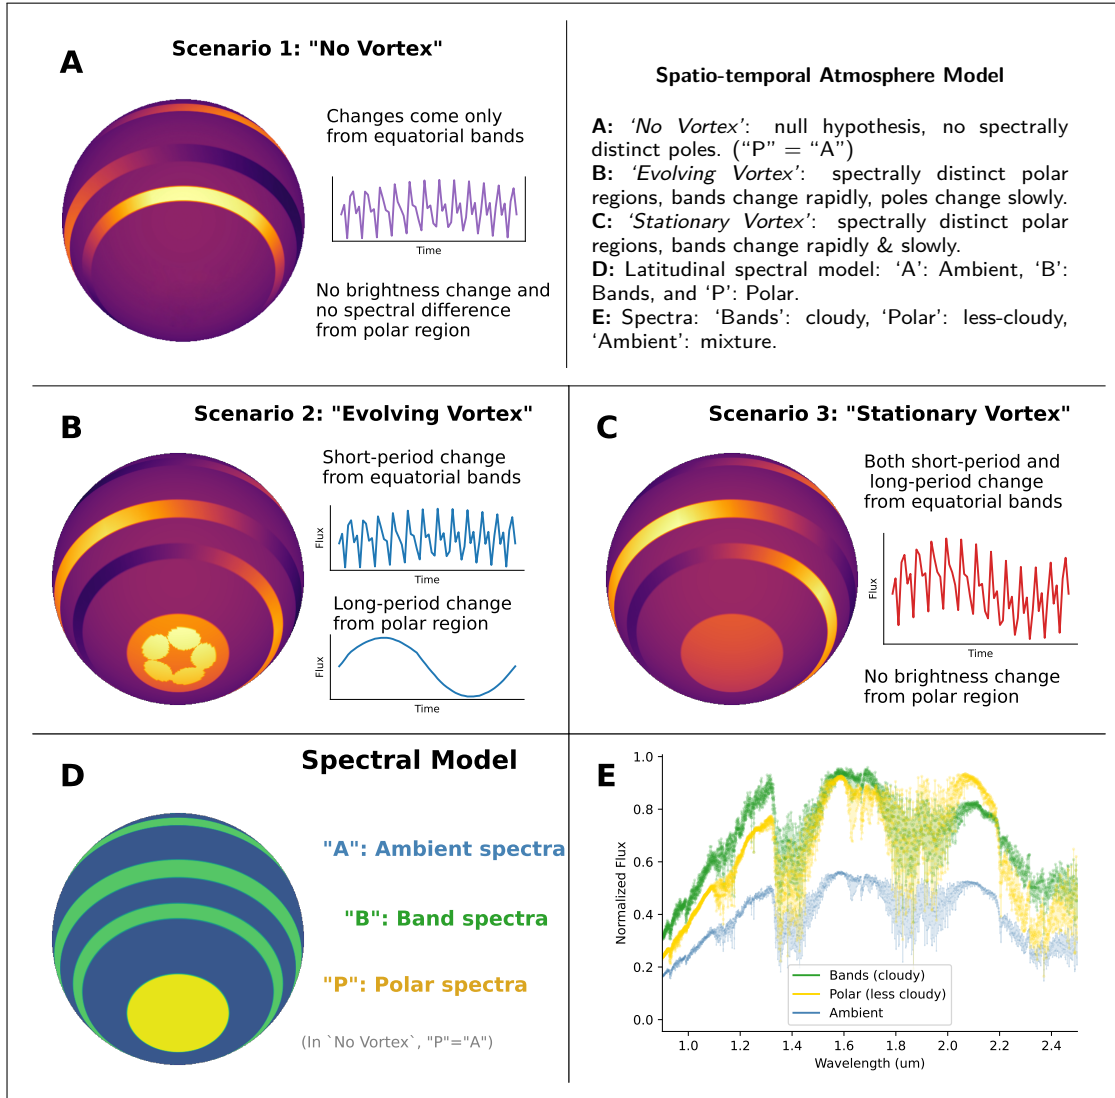 A
Scenario 1: "No Vortex"
Changes come only
from equatorial bands
Time
No brightness change and
no spectral difference
from polar region
Spatio-temporal Atmosphere Model
A: ‘No Vortex’: null hypothesis, no spectrally
distinct poles. (“P” = “A”)
B: ‘Evolving Vortex’: spectrally distinct polar
regions, bands change rapidly, poles change slowly.
C: ‘Stationary Vortex’: spectrally distinct polar
regions, bands change rapidly & slowly.
D: Latitudinal spectral model: ‘A’: Ambient, ‘B’:
Bands, and ‘P’: Polar.
E: Spectra: ‘Bands’: cloudy, ‘Polar’: less-cloudy,
‘Ambient’: mixture.
B
Scenario 2: "Evolving Vortex"
Short-period change
from equatorial bands
Flux
Time
Long-period change
from polar region
Flux
Time
C
Scenario 3: "Stationary Vortex"
Both short-period and
long-period change
from equatorial bands
Flux
Time
No brightness change
from polar region
D
Spectral Model
"A": Ambient spectra
"B": Band spectra
"P": Polar spectra
(In `No Vortex`, "P"="A")
E
Normalized Flux
1.0
0.8
0.6
0.4
0.2
0.0
Bands (cloudy)
Polar (less cloudy)
Ambient
1.0 1.2 1.4 1.6 1.8 2.0 2.2 2.4
Wavelength (um)